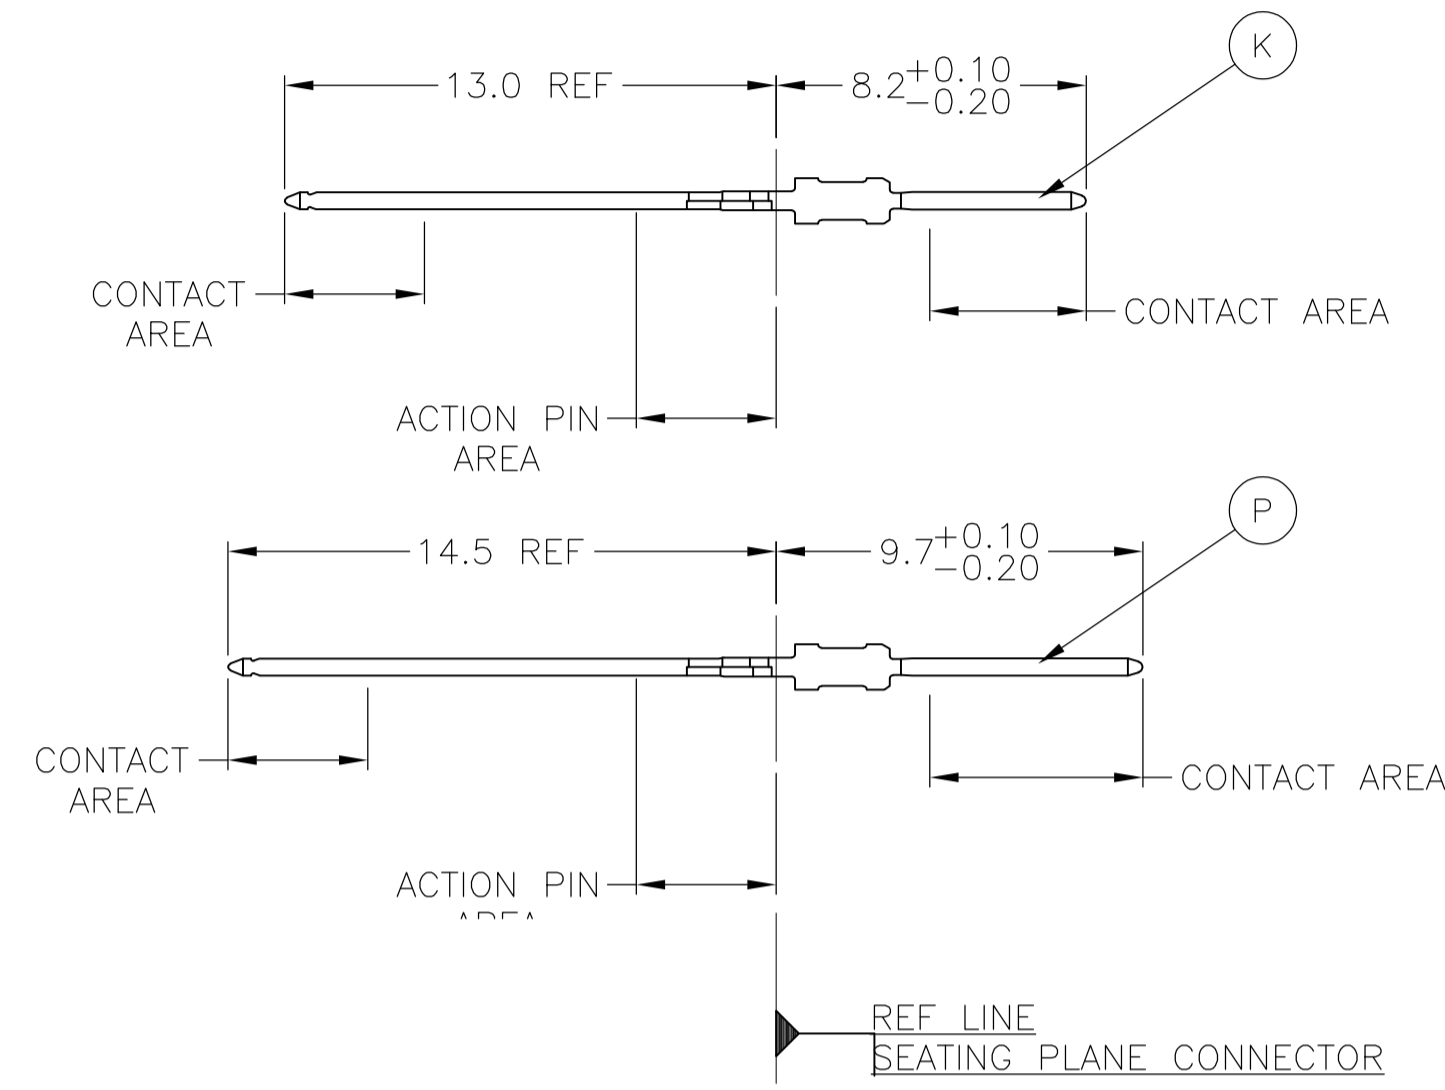 K
13.0 REF
8.2 +0.10
-0.20
CONTACT
AREA
CONTACT AREA
ACTION PIN
AREA
P
14.5 REF
9.7 +0.10
-0.20
CONTACT
AREA
CONTACT AREA
ACTION PIN
AREA
REF LINE
SEATING PLANE CONNECTOR